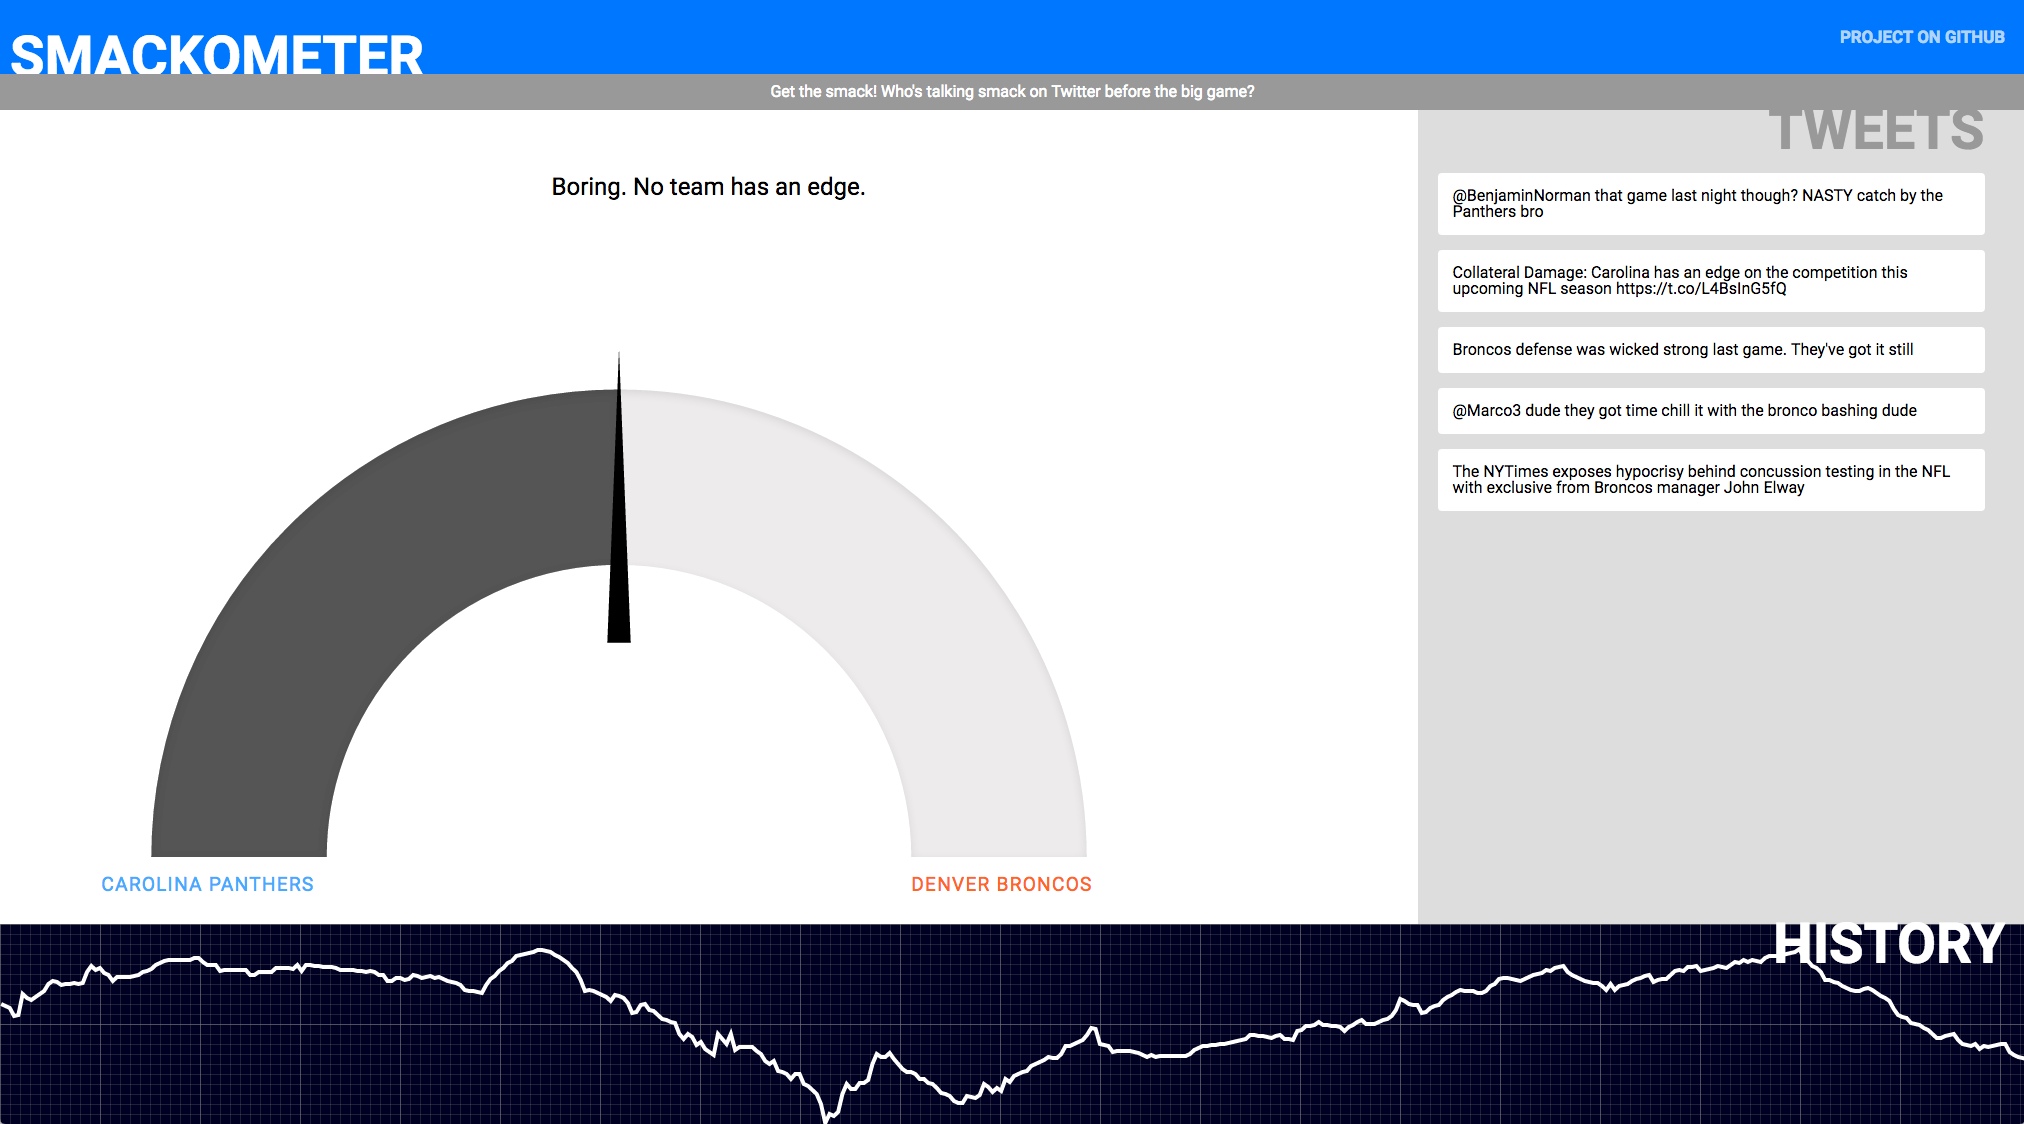 SMACKOMETER
PROJECT ON GITHUB
Get the smack! Who's talking smack on Twitter before the big game?
Boring. No team has an edge.
CAROLINA PANTHERS
DENVER BRONCOS
TWEETS
@BenjaminNorman that game last night though? NASTY catch by the
Panthers bro
Collateral Damage: Carolina has an edge on the competition this
upcoming NFL season https://t.co/L4BsInG5fQ
Broncos defense was wicked strong last game. They've got it still
@Marco3 dude they got time chill it with the bronco bashing dude
The NYTimes exposes hypocrisy behind concussion testing in the NFL
with exclusive from Broncos manager John Elway
HISTORY